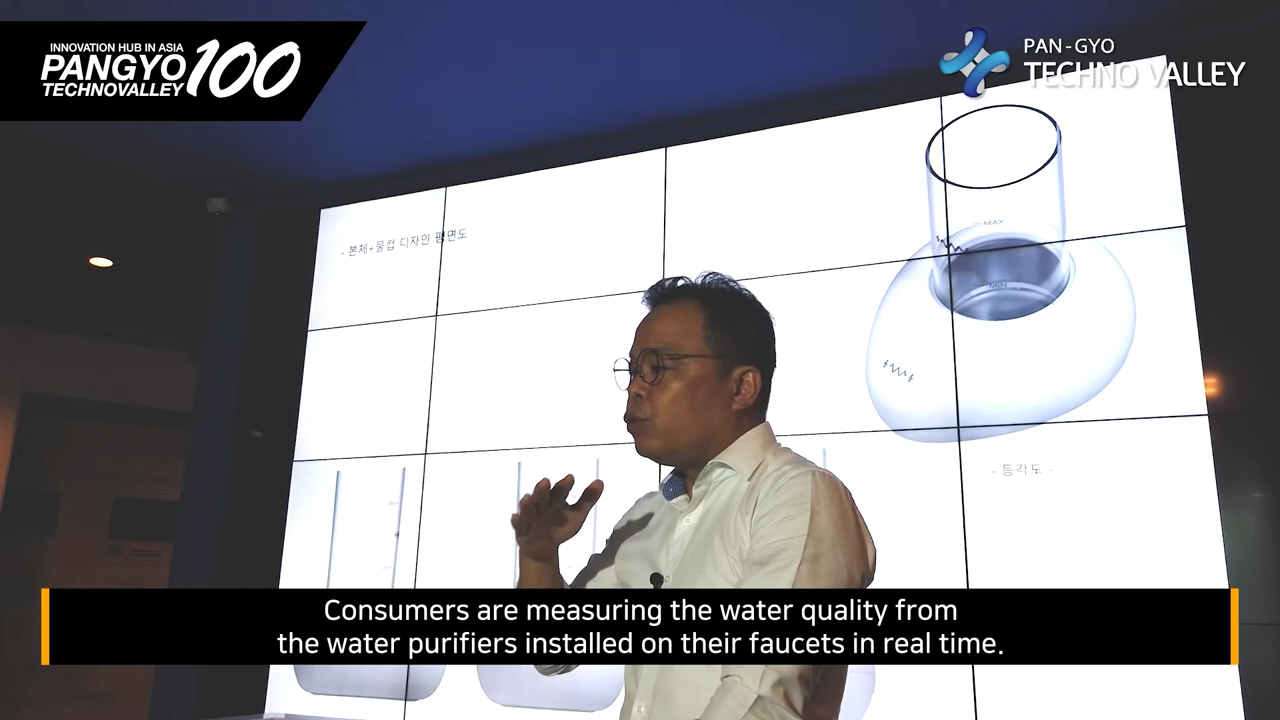 INNOVATION HUB IN ASIA
PANGYO
TECHNOVALLEY
100
PAN-GYO
TECHNO VALLEY
- 본체+물컵 디자인 평면도
MAX
MIN
- 등각도 -
Consumers are measuring the water quality from
the water purifiers installed on their faucets in real time.